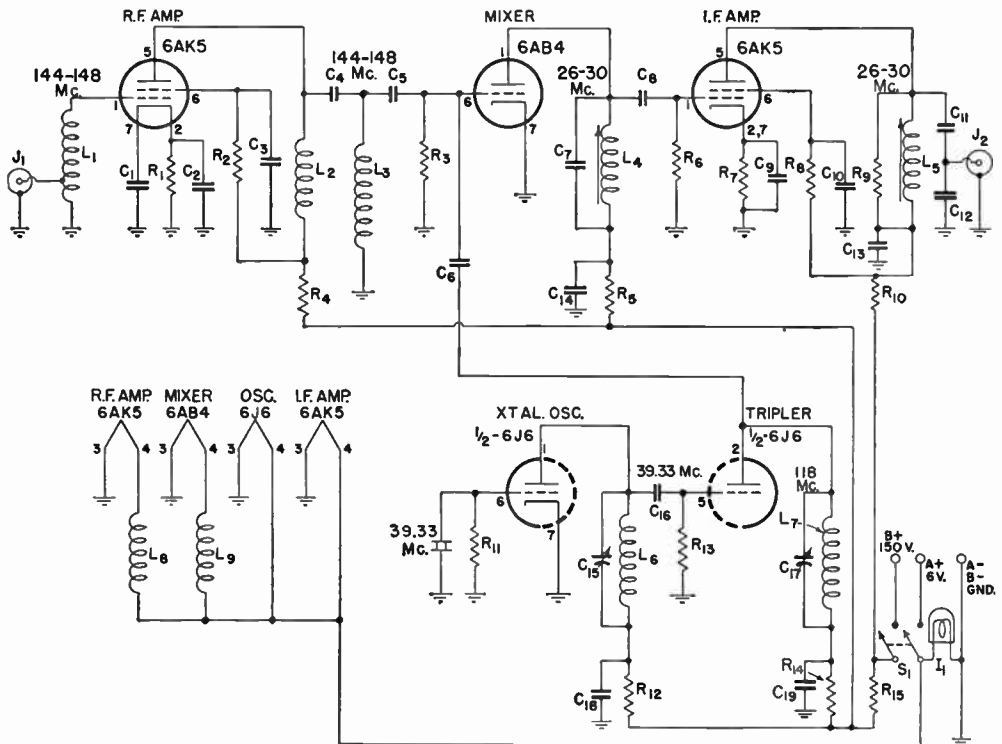 R.F. AMP.
6AK5
MIXER
6AB4
I.F. AMP.
6AK5
144-148
Mc.
144-148
Mc.
26-30
Mc.
26-30
Mc.
5
1
6
7
2
1
6
7
5
1
6
2,7
C4
C5
C8
C11
J1
L1
C1
R1
C2
R2
C3
L2
L3
R3
C7
L4
R6
R7
C9
R8
C10
R9
L5
J2
C12
C13
R4
C6
C14
R5
R10
R.F. AMP.
6AK5
MIXER
6AB4
OSC.
6J6
I.F. AMP.
6AK5
3
4
3
4
3
4
3
4
L8
L9
XTAL. OSC.
1/2-6J6
TRIPLER
1/2-6J6
1
6
7
2
5
39.33 Mc.
C16
118
Mc.
39.33
Mc.
R11
C15
L6
R13
L7
C17
B+
150 V.
A+
6V.
A-
B-
GND.
C18
R12
R14
C19
R15
S1
I1